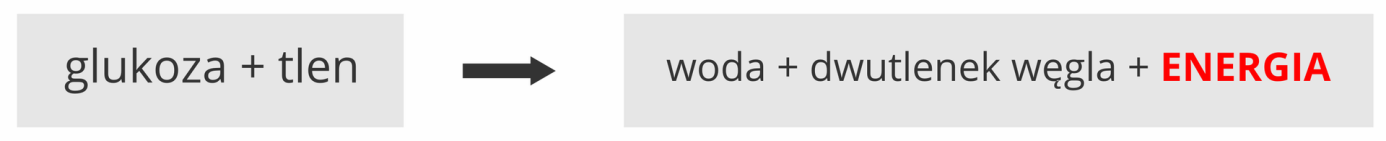 glukoza + tlen → woda + dwutlenek węgla + ENERGIA